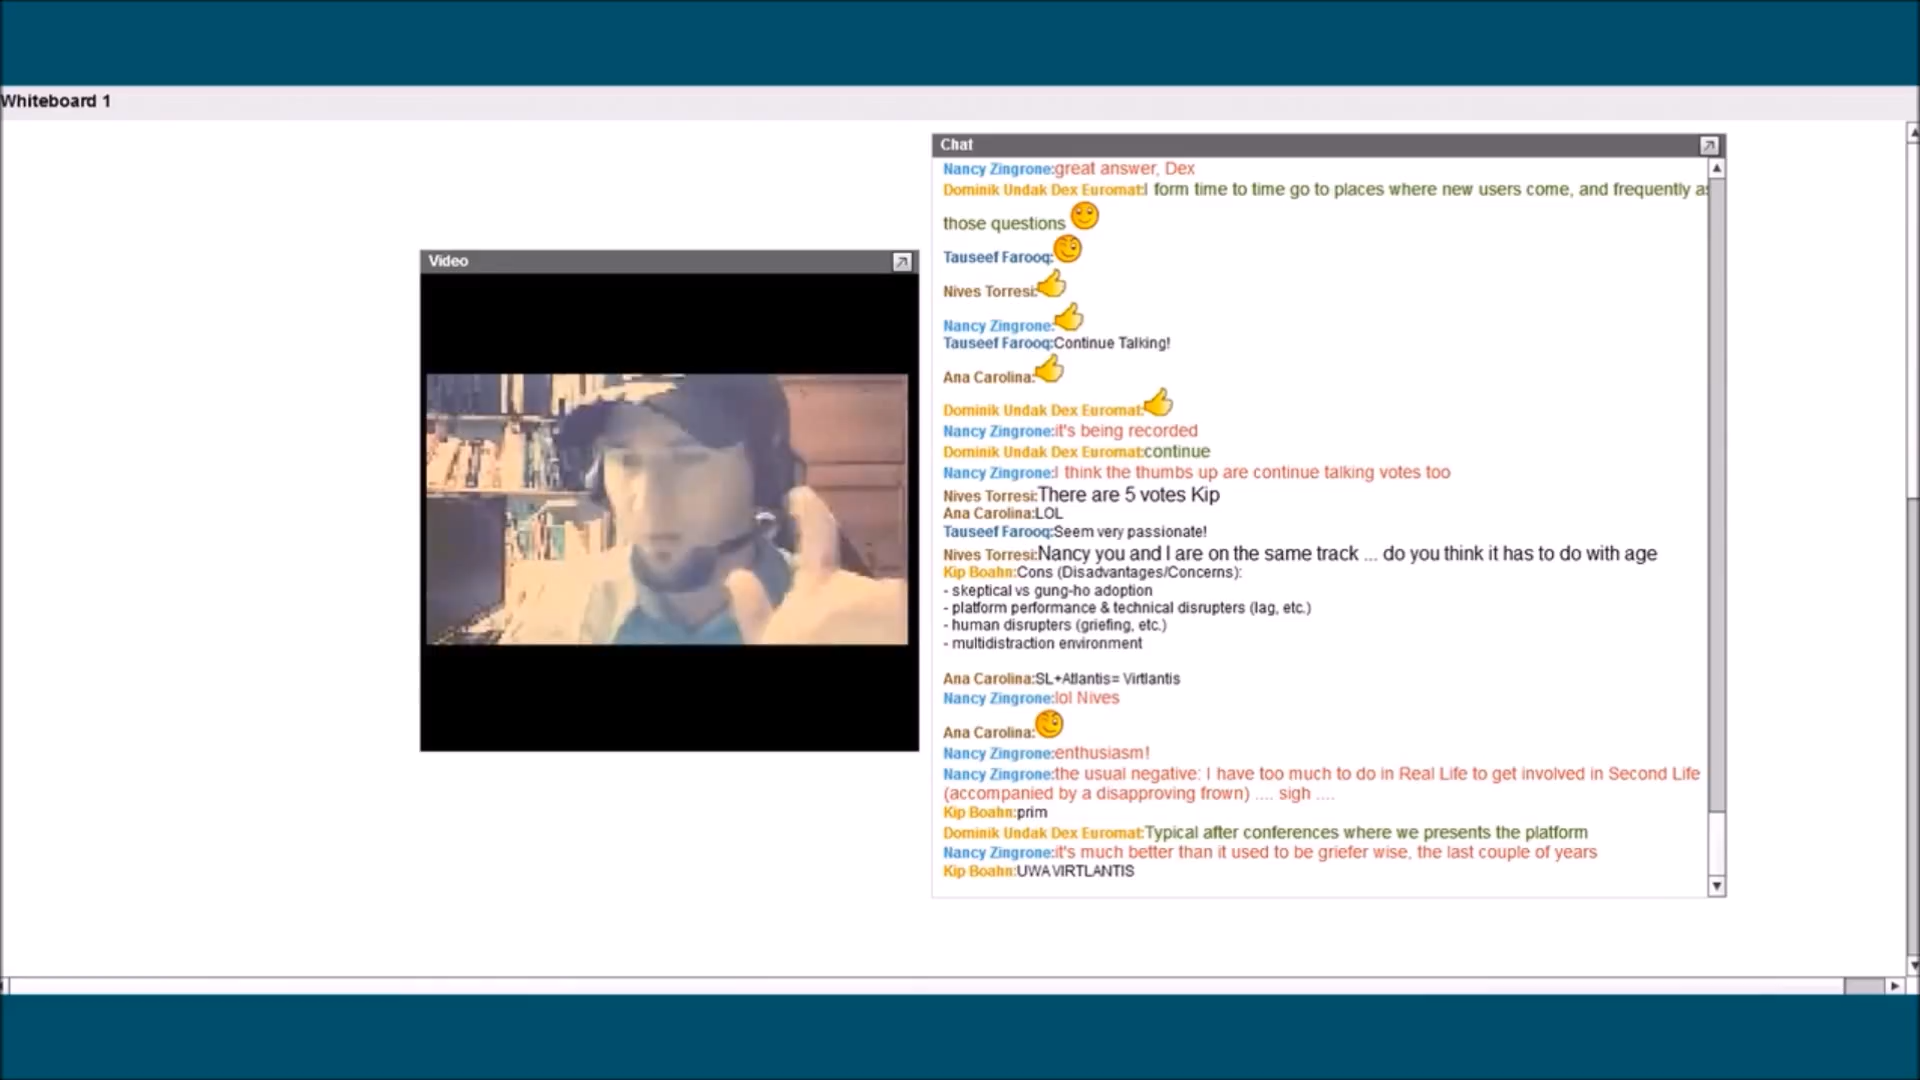 Whiteboard 1
Video
Chat
Nancy Zingrone:great answer, Dex
Dominik Undak Dex Euromat:I form time to time go to places where new users come, and frequently
those questions
Tauseef Farooq:
Nives Torresi:
Nancy Zingrone:
Tauseef Farooq:Continue Talking!
Ana Carolina:
Dominik Undak Dex Euromat:
Nancy Zingrone:it's being recorded
Dominik Undak Dex Euromat:continue
Nancy Zingrone:I think the thumbs up are continue talking votes too
Nives Torresi:There are 5 votes Kip
Ana Carolina:LOL
Tauseef Farooq:Seem very passionate!
Nives Torresi:Nancy you and I are on the same track ... do you think it has to do with age
Kip Boahn:Cons (Disadvantages/Concerns):
- skeptical vs gung-ho adoption
- platform performance & technical disrupters (lag, etc.)
- human disrupters (griefing, etc.)
- multidistraction environment
Ana Carolina:SL+Atlantis= Virtlantis
Nancy Zingrone:lol Nives
Ana Carolina:
Nancy Zingrone:enthusiasm!
Nancy Zingrone:the usual negative: I have too much to do in Real Life to get involved in Second Life
(accompanied by a disapproving frown) .... sigh ....
Kip Boahn:prim
Dominik Undak Dex Euromat:Typical after conferences where we presents the platform
Nancy Zingrone:it's much better than it used to be griefer wise, the last couple of years
Kip Boahn:UWA VIRTLANTIS